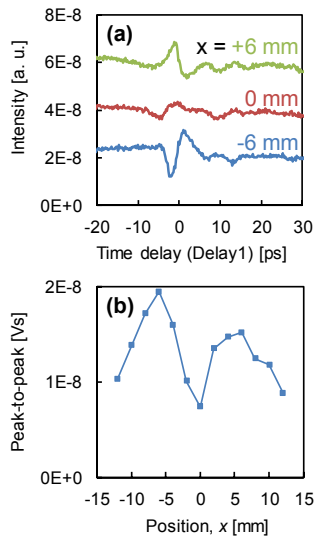 (a)
x = +6 mm
0 mm
-6 mm
8E-8
6E-8
4E-8
2E-8
0E+0
Intensity [a. u.]
-20 -10 0 10 20 30
Time delay (Delay1) [ps]
(b)
2E-8
1E-8
0E+0
Peak-to-peak [Vs]
-15 -10 -5 0 5 10 15
Position, x [mm]